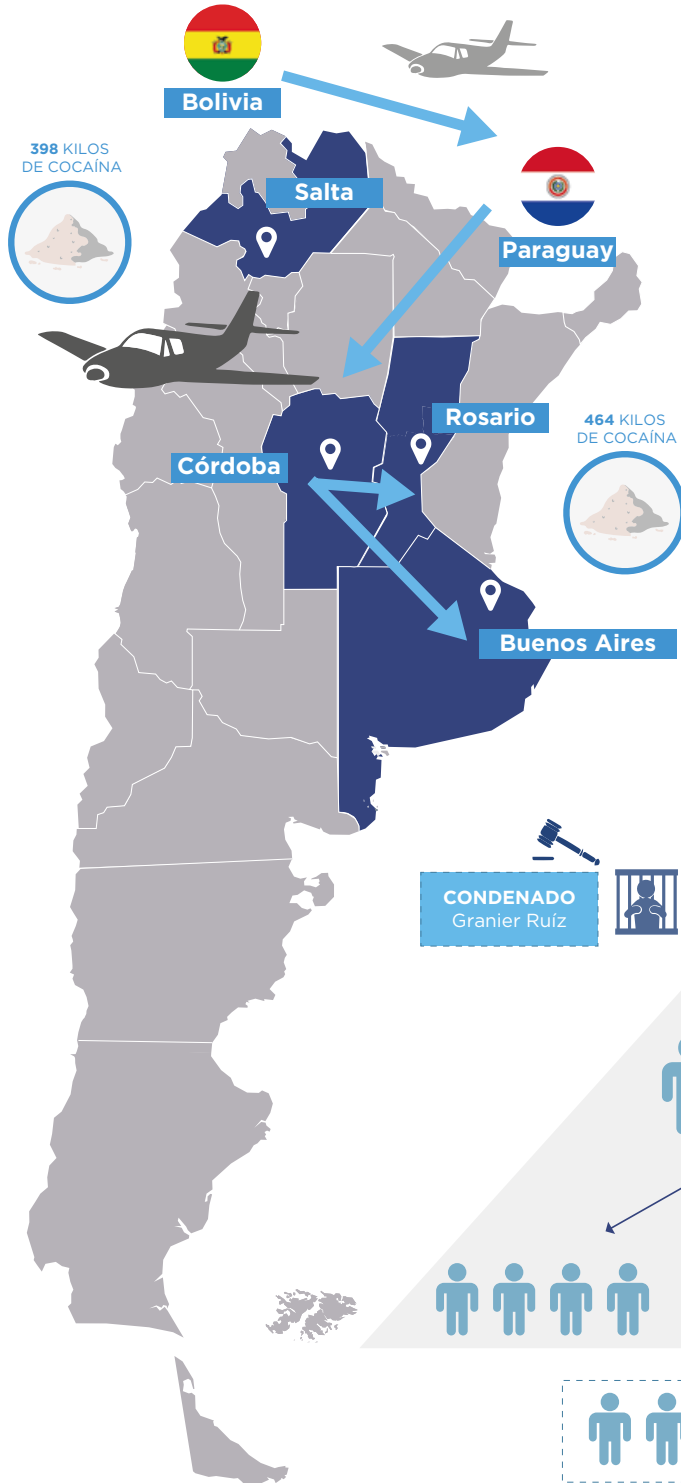 Bolivia
398 KILOS
DE COCAÍNA
Salta
Paraguay
Rosario
464 KILOS
DE COCAÍNA
Córdoba
Buenos Aires
CONDENADO
Granier Ruíz